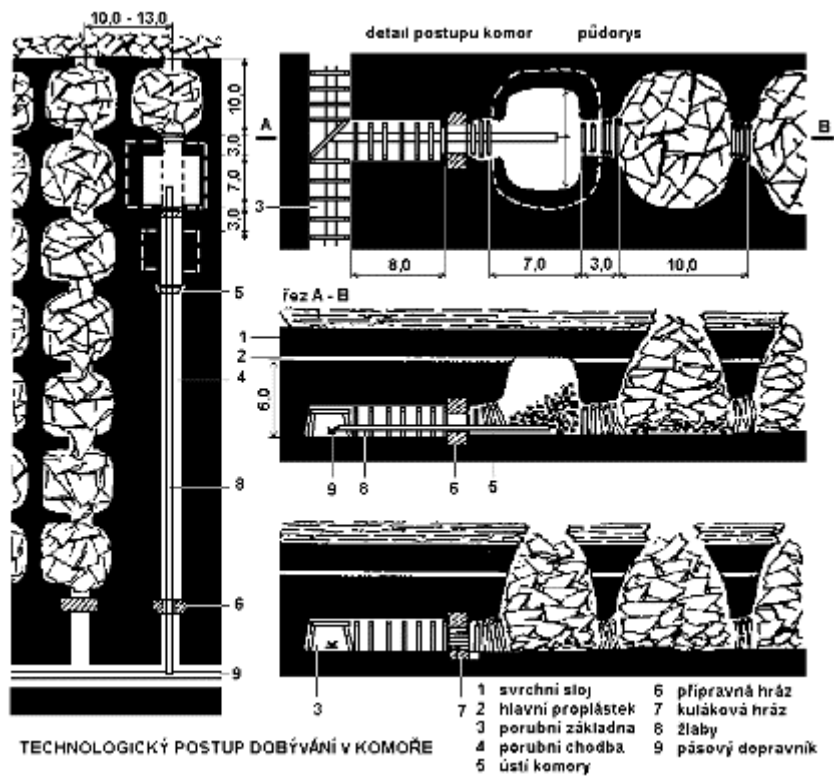 10,0 - 13,0
detail postupu komor půdorys
10,0
A
B
3,0
7,0
3,0
3
8,0
7,0
3,0
10,0
řez A - B
5
1
2
4
6,0
8
9
8
6
5
6
9
3
7
1 svrchní sloj
2 hlavní proplástek
3 porubní základna
4 porubní chodba
5 ústí komory
6 přípravná hráz
7 kuláková hráz
8 žlaby
9 pásový dopravník
TECHNOLOGICKÝ POSTUP DOBÝVÁNÍ V KOMOŘE